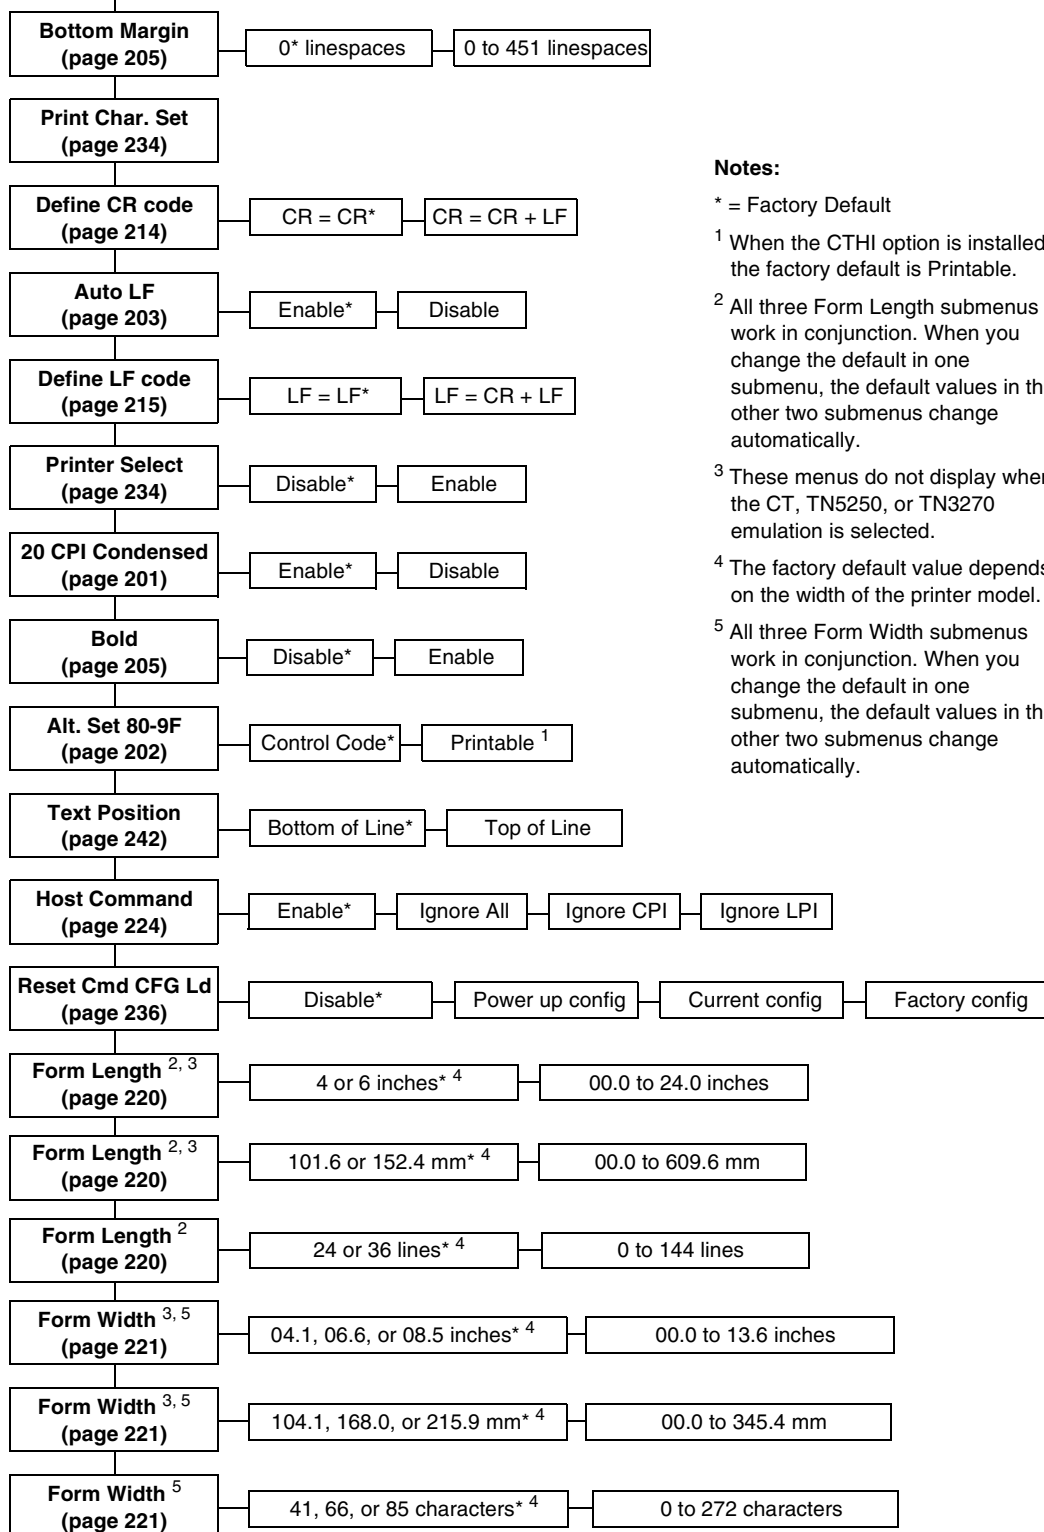 Bottom Margin
(page 205)
0* linespaces
0 to 451 linespaces
Print Char. Set
(page 234)
Define CR code
(page 214)
CR = CR*
CR = CR + LF
Auto LF
(page 203)
Enable*
Disable
Define LF code
(page 215)
LF = LF*
LF = CR + LF
Printer Select
(page 234)
Disable*
Enable
20 CPI Condensed
(page 201)
Enable*
Disable
Bold
(page 205)
Disable*
Enable
Alt. Set 80-9F
(page 202)
Control Code*
Printable 1
Text Position
(page 242)
Bottom of Line*
Top of Line
Host Command
(page 224)
Enable*
Ignore All
Ignore CPI
Ignore LPI
Reset Cmd CFG Ld
(page 236)
Disable*
Power up config
Current config
Factory config
Form Length 2, 3
(page 220)
4 or 6 inches* 4
00.0 to 24.0 inches
Form Length 2, 3
(page 220)
101.6 or 152.4 mm* 4
00.0 to 609.6 mm
Form Length 2
(page 220)
24 or 36 lines* 4
0 to 144 lines
Form Width 3, 5
(page 221)
04.1, 06.6, or 08.5 inches* 4
00.0 to 13.6 inches
Form Width 3, 5
(page 221)
104.1, 168.0, or 215.9 mm* 4
00.0 to 345.4 mm
Form Width 5
(page 221)
41, 66, or 85 characters* 4
0 to 272 characters
Notes:
* = Factory Default
1 When the CTHI option is installed
the factory default is Printable.
2 All three Form Length submenus
work in conjunction. When you
change the default in one
submenu, the default values in th
other two submenus change
automatically.
3 These menus do not display when
the CT, TN5250, or TN3270
emulation is selected.
4 The factory default value depends
on the width of the printer model.
5 All three Form Width submenus
work in conjunction. When you
change the default in one
submenu, the default values in th
other two submenus change
automatically.